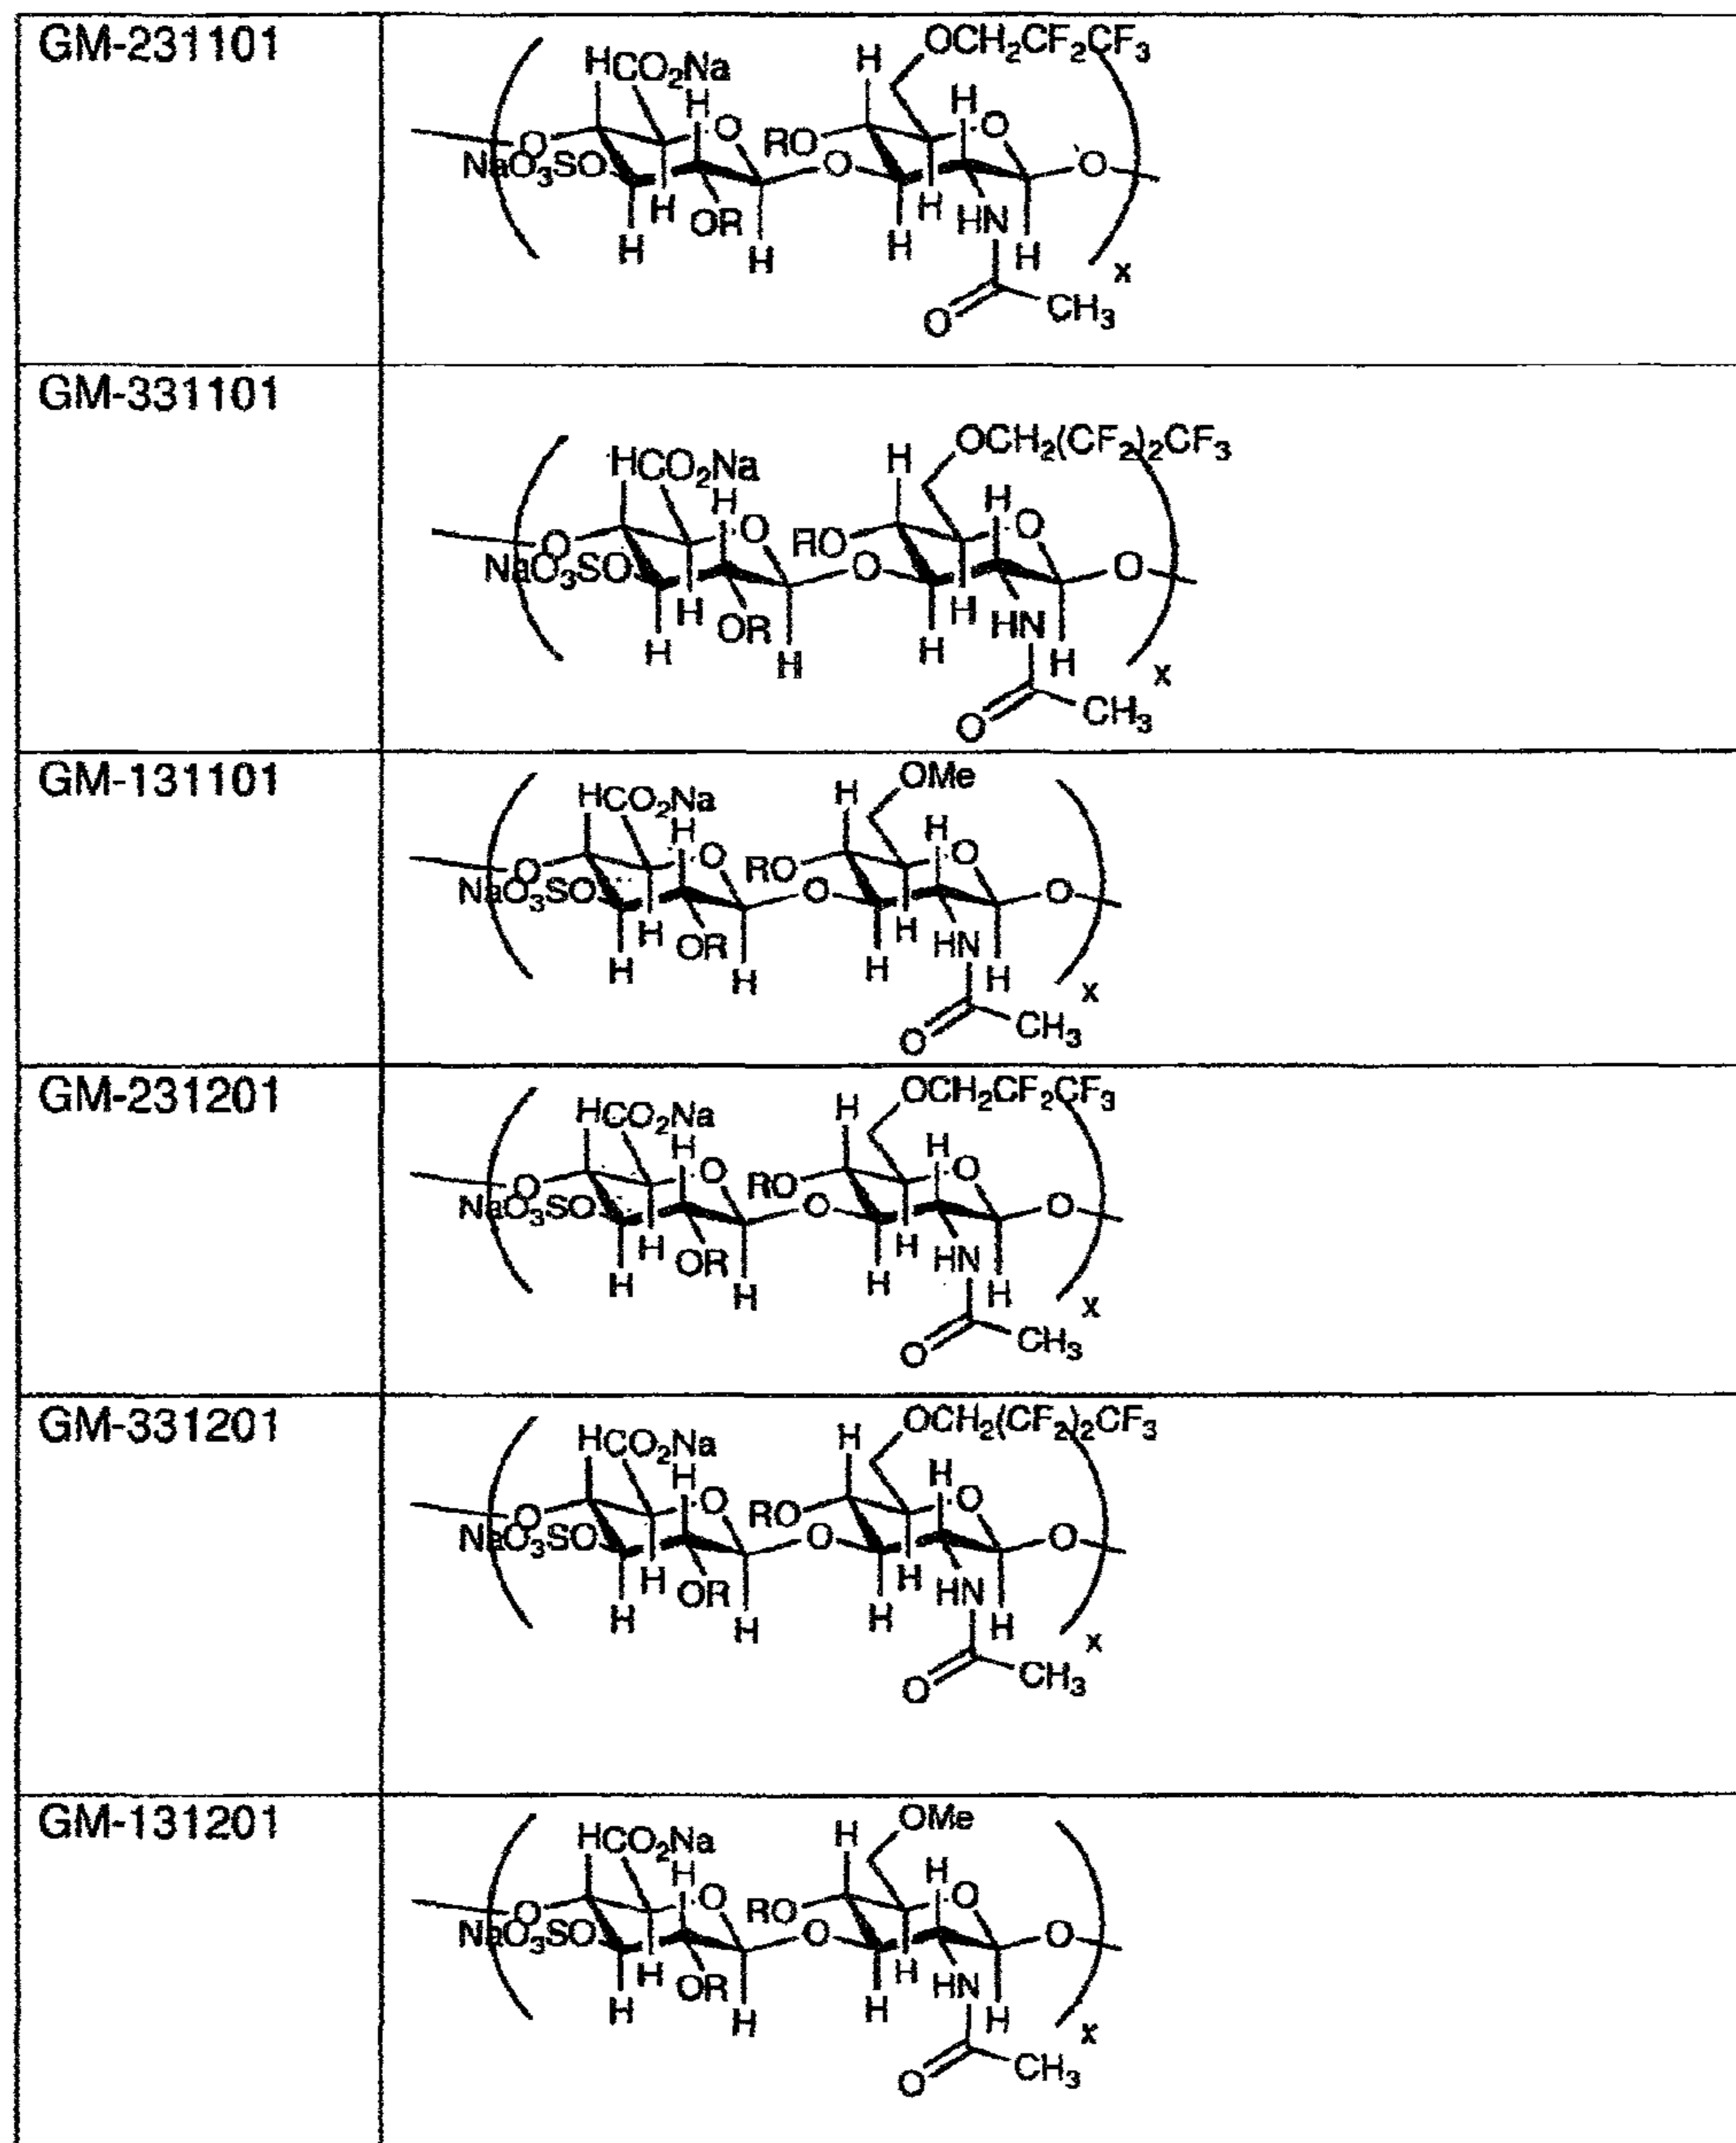 GM-231101
OCH2CF2CF3
HCO2Na H
H H
O O RO O O O
NaO3SO
H H OR H H H HN H
x
O CH3
GM-331101
OCH2(CF2)2CF3
HCO2Na H
H H
O O RO O O O
NaO3SO
H H OR H H H HN H
x
O CH3
GM-131101
OMe
HCO2Na H
H H
O O RO O O O
NaO3SO
H H OR H H H HN H
x
O CH3
GM-231201
OCH2CF2CF3
HCO2Na H
H H
O O RO O O O
NaO3SO
H H OR H H H HN H
x
O CH3
GM-331201
OCH2(CF2)2CF3
HCO2Na H
H H
O O RO O O O
NaO3SO
H H OR H H H HN H
x
O CH3
GM-131201
OMe
HCO2Na H
H H
O O RO O O O
NaO3SO
H H OR H H H HN H
x
O CH3